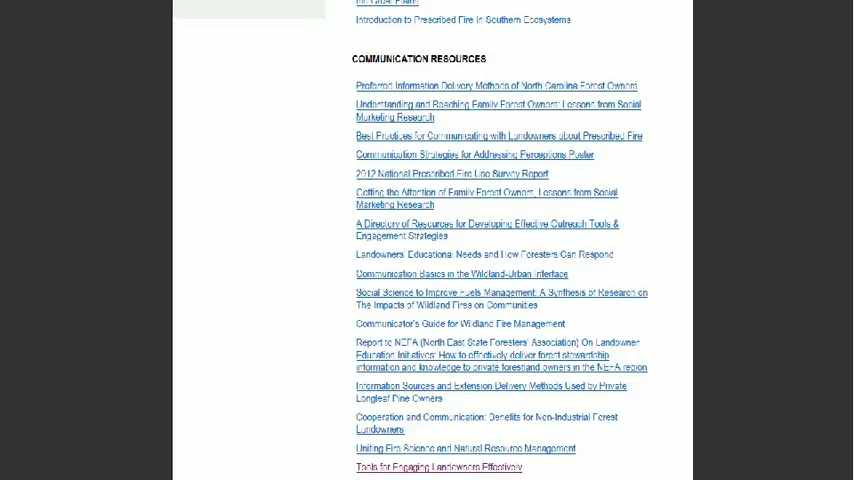 Introduction to Prescribed Fire In Southern Ecosystems
COMMUNICATION RESOURCES
Preferred Information Delivery Methods of North Carolina Forest Owners
Understanding and Reaching Family Forest Owners: Lessons from Social
Marketing Research
Best Practices for Communicating with Landowners about Prescribed Fire
Communication Strategies for Addressing Perceptions Poster
2012 National Prescribed Fire Use Survey Report
Getting the Attention of Family Forest Owners, Lessons from Social
Marketing Research
A Directory of Resources for Developing Effective Outreach Tools &
Engagement Strategies
Landowners' Educational Needs and How Foresters Can Respond
Communication Basics in the Wildland-Urban Interface
Social Science to Improve Fuels Management: A Synthesis of Research on
The Impacts of Wildland Fires on Communities
Communicator's Guide for Wildland Fire Management
Report to NEFA (North East State Foresters' Association) On Landowner
Education Initiatives: How to effectively deliver forest stewardship
information and knowledge to private forestland owners in the NEFA region
Information Sources and Extension Delivery Methods Used by Private
Longleaf Pine Owners
Cooperation and Communication: Benefits for Non-Industrial Forest
Landowners
Uniting Fire Science and Natural Resource Management
Tools for Engaging Landowners Effectively